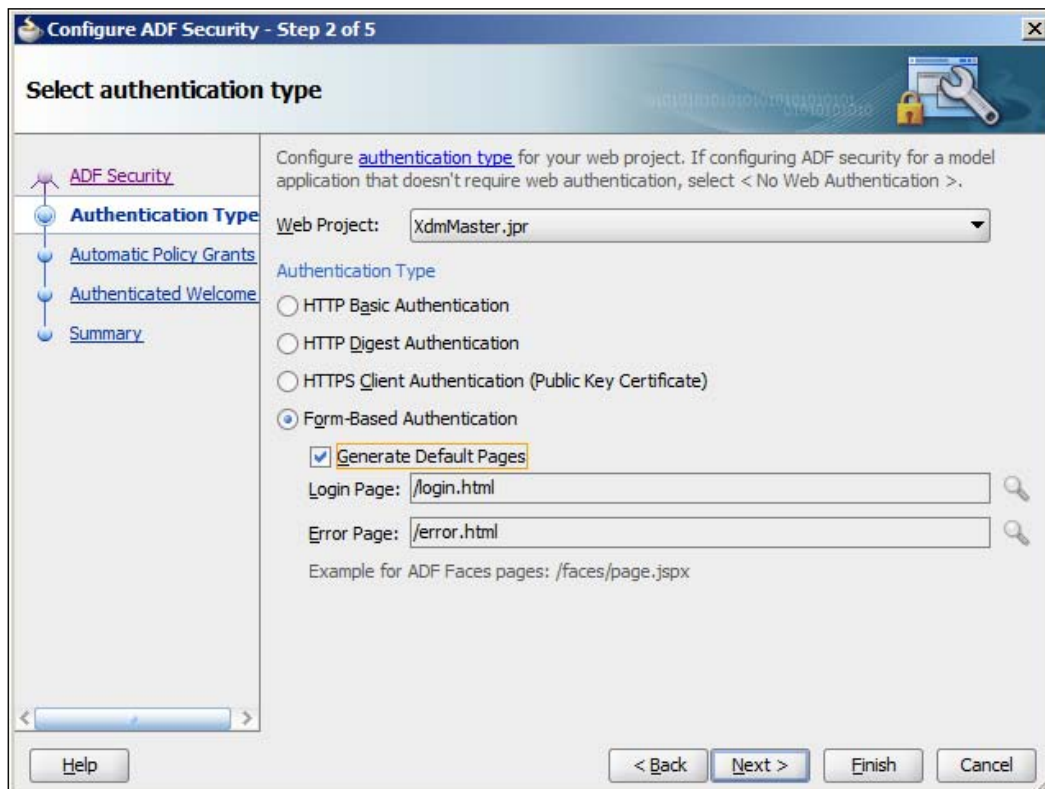 Configure ADF Security - Step 2 of 5
Select authentication type
ADF Security
Authentication Type
Automatic Policy Grants
Authenticated Welcome
Summary
Configure authentication type for your web project. If configuring ADF security for a model
application that doesn't require web authentication, select < No Web Authentication >.
Web Project: XdmMaster.jpr
Authentication Type
HTTP Basic Authentication
HTTP Digest Authentication
HTTPS Client Authentication (Public Key Certificate)
Form-Based Authentication
Generate Default Pages
Login Page: /login.html
Error Page: /error.html
Example for ADF Faces pages: /faces/page.jspx
Help < Back Next > Finish Cancel